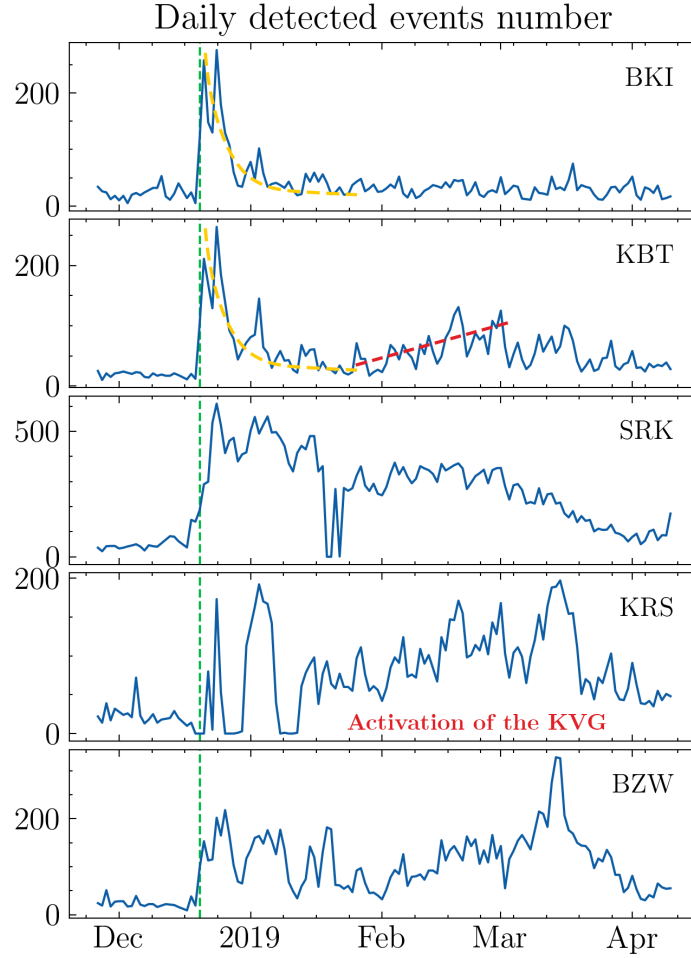 Daily detected events number
BKI
200
0
KBT
200
0
SRK
500
0
KRS
200
0
Activation of the KVG
BZW
200
0
Dec 2019 Feb Mar Apr